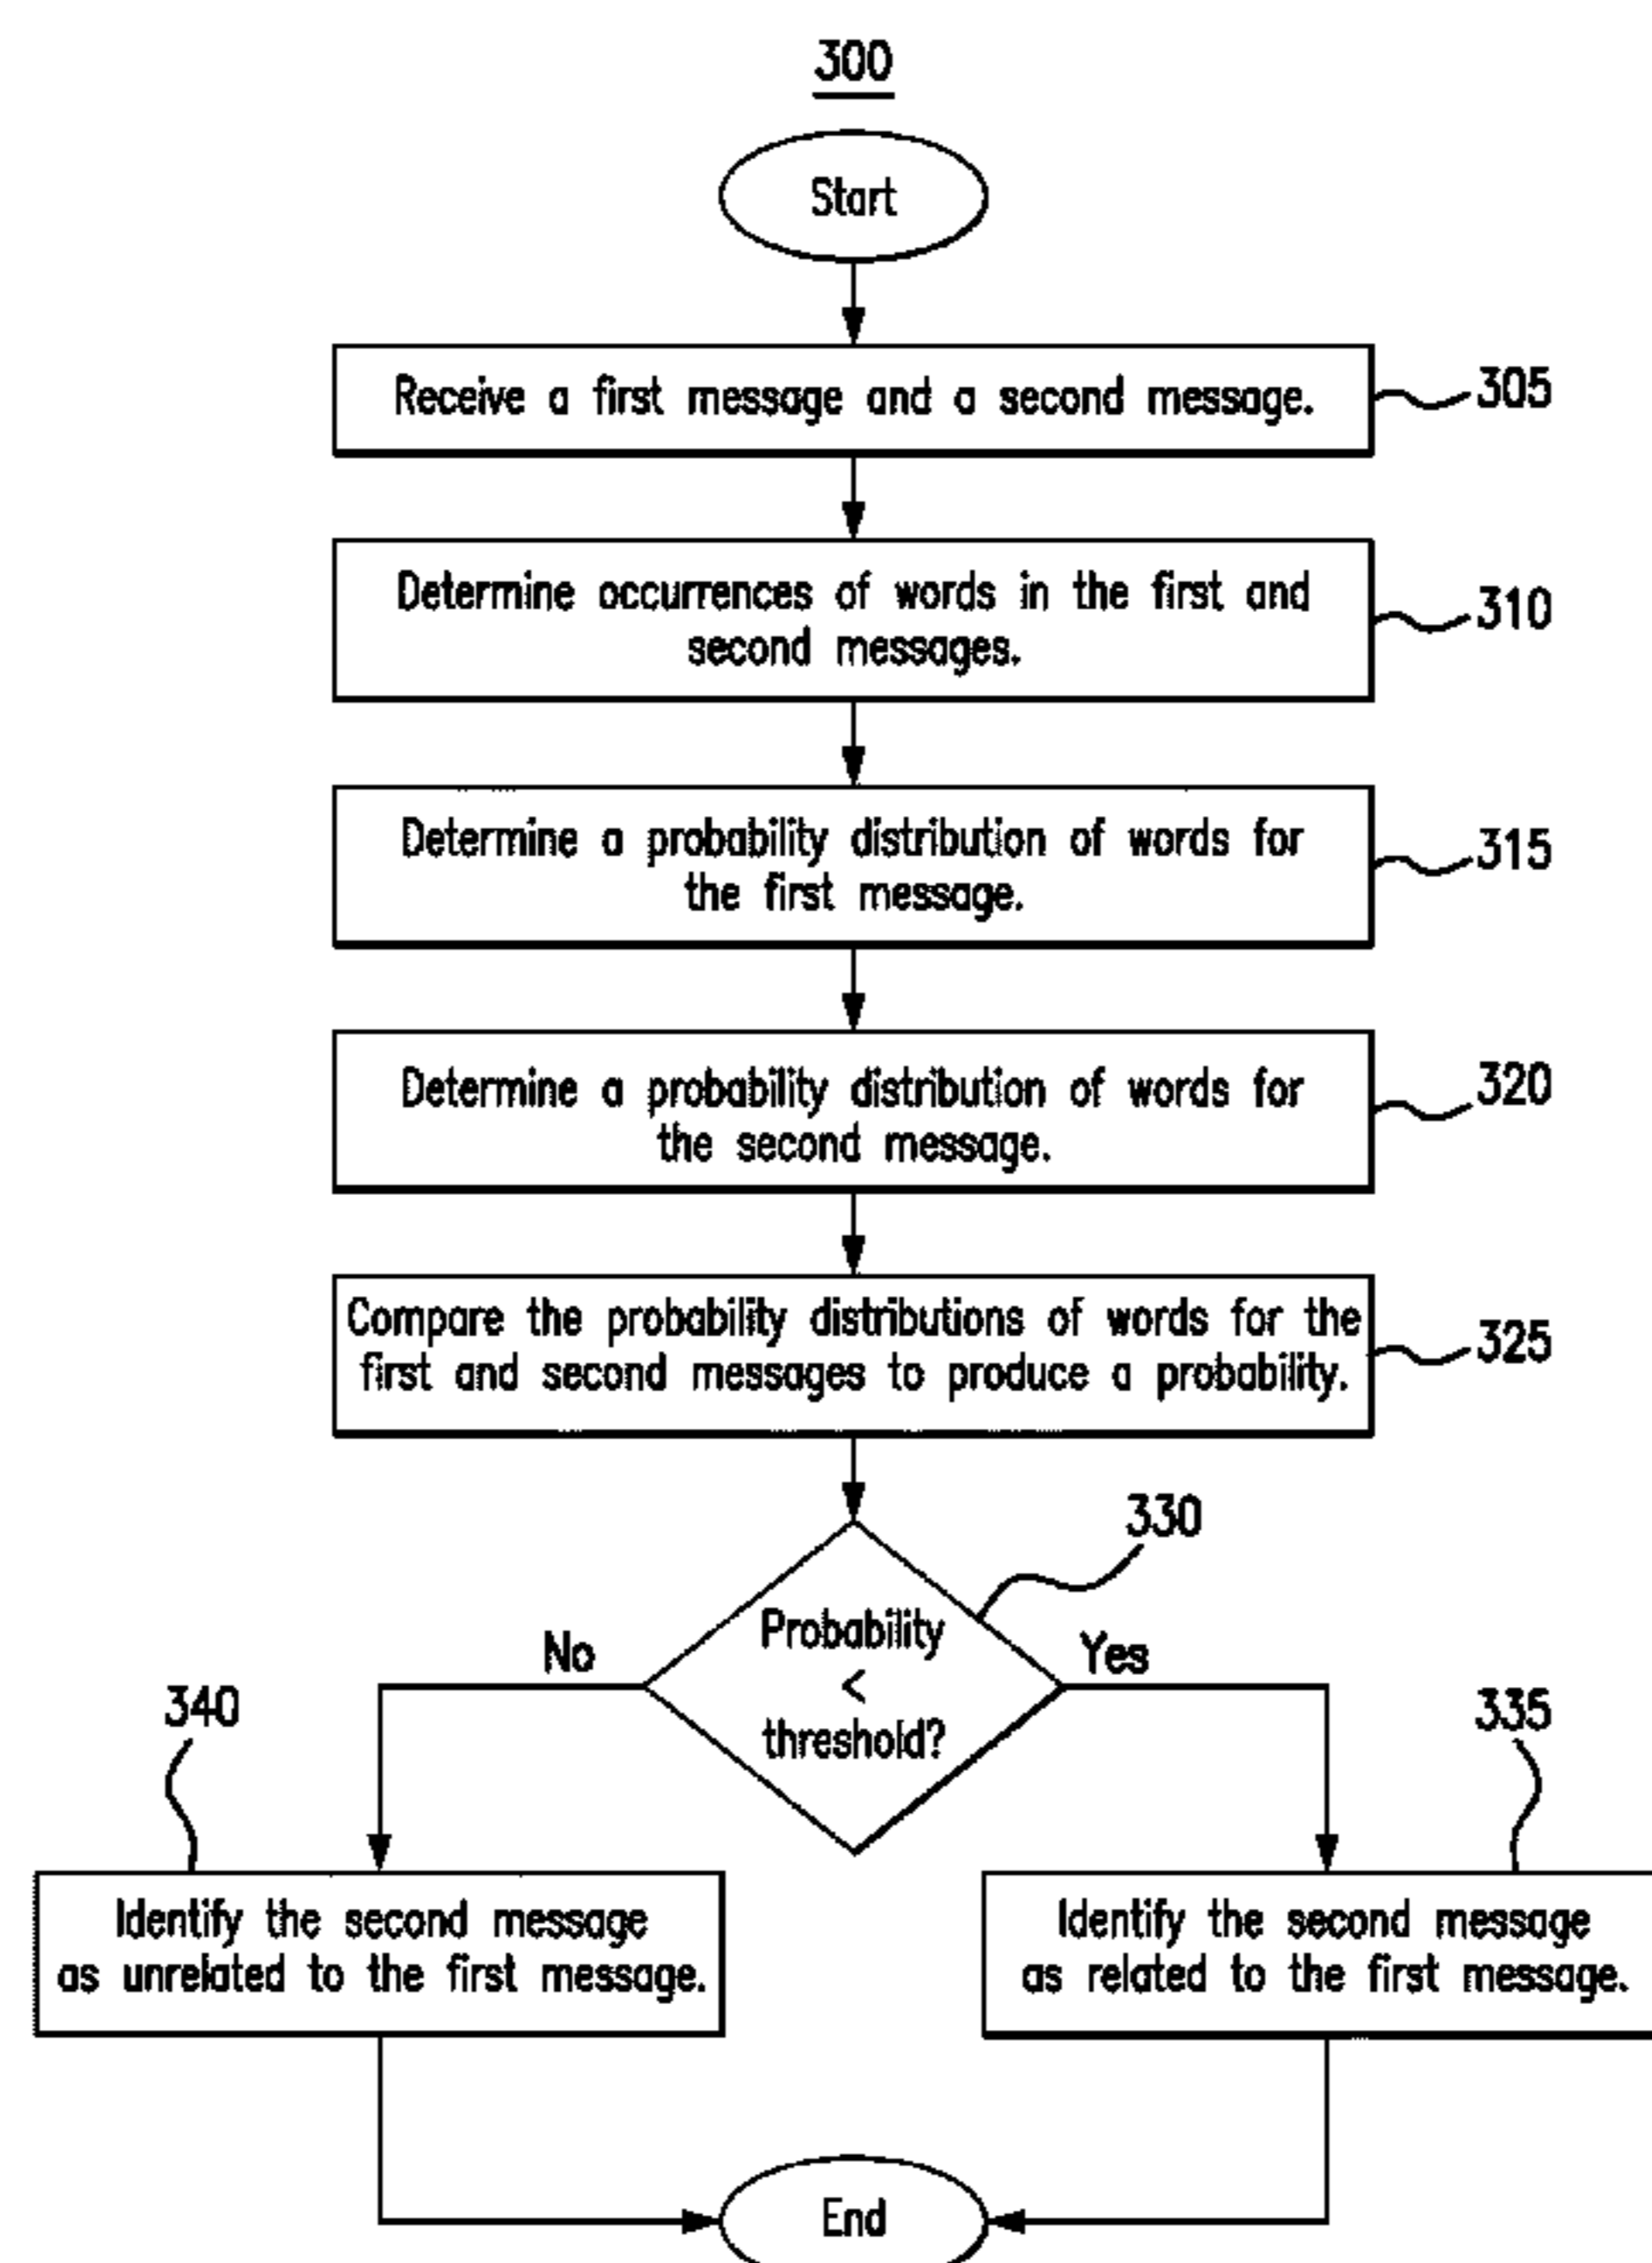 300
Start
Receive a first message and a second message.
305
Determine occurrences of words in the first and
second messages.
310
Determine a probability distribution of words for
the first message.
315
Determine a probability distribution of words for
the second message.
320
Compare the probability distributions of words for the
first and second messages to produce a probability.
325
330
Probability
<
threshold?
No
Yes
340
335
Identify the second message
as unrelated to the first message.
Identify the second message
as related to the first message.
End